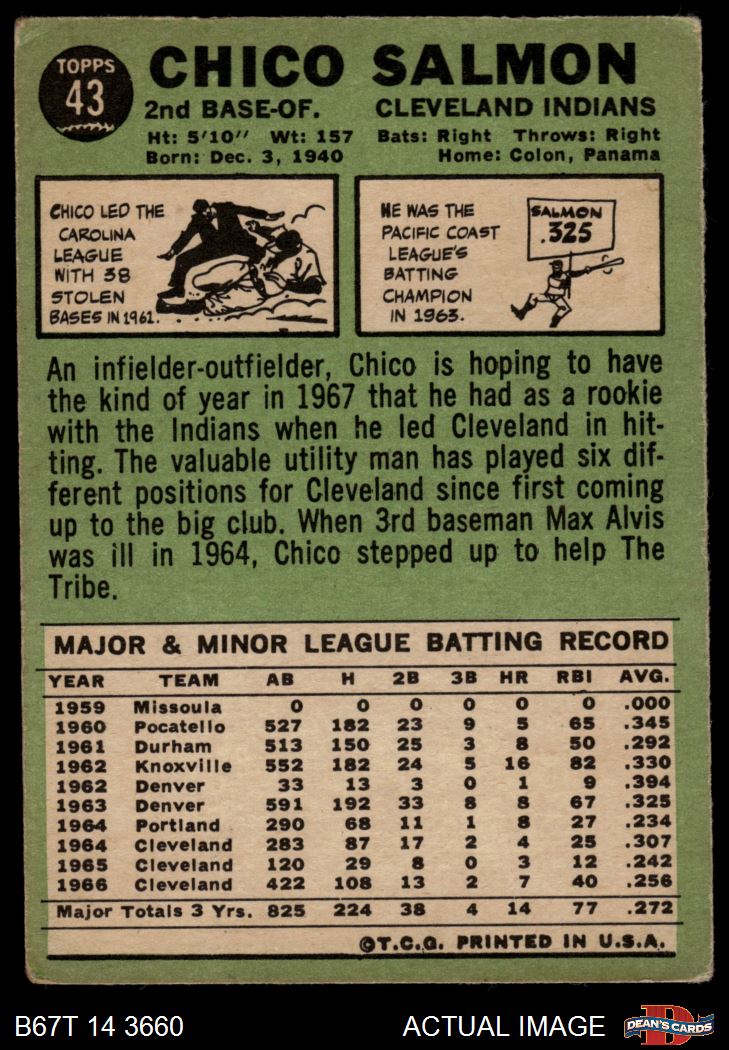 TOPPS
43
CHICO SALMON
2nd BASE-OF. CLEVELAND INDIANS
Ht: 5'10" Wt: 157 Bats: Right Throws: Right
Born: Dec. 3, 1940 Home: Colon, Panama
CHICO LED THE
CAROLINA
LEAGUE
WITH 38
STOLEN
BASES IN 1961.
HE WAS THE
PACIFIC COAST
LEAGUE'S
BATTING
CHAMPION
IN 1963.
SALMON
.325
An infielder-outfielder, Chico is hoping to have
the kind of year in 1967 that he had as a rookie
with the Indians when he led Cleveland in hit-
ting. The valuable utility man has played six dif-
ferent positions for Cleveland since first coming
up to the big club. When 3rd baseman Max Alvis
was ill in 1964, Chico stepped up to help The
Tribe.
MAJOR & MINOR LEAGUE BATTING RECORD
YEAR TEAM AB H 2B 3B HR RBI AVG.
1959 Missoula 0 0 0 0 0 0 .000
1960 Pocatello 527 182 23 9 5 65 .345
1961 Durham 513 150 25 3 8 50 .292
1962 Knoxville 552 182 24 5 16 82 .330
1962 Denver 33 13 3 0 1 9 .394
1963 Denver 591 192 33 8 8 67 .325
1964 Portland 290 68 11 1 8 27 .234
1964 Cleveland 283 87 17 2 4 25 .307
1965 Cleveland 120 29 8 0 3 12 .242
1966 Cleveland 422 108 13 2 7 40 .256
Major Totals 3 Yrs. 825 224 38 4 14 77 .272
©T.C.G. PRINTED IN U.S.A.
B67T 14 3660 ACTUAL IMAGE
DEAN'S CARDS